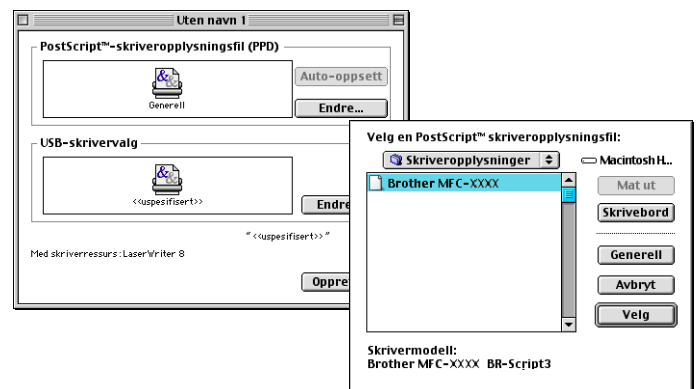 Uten navn 1
PostScript™-skriveropplysningsfil (PPD)
Generell
Auto-oppsett
Endre...
USB-skrivervalg
<<uspesifisert>>
Endre
"<<uspesifisert>>"
Med skriverressurs: LaserWriter 8
Oppre
Velg en PostScript™ skriveropplysningsfil:
Skriveropplysninger
Macintosh H...
Brother MFC-XXXX
Mat ut
Skrivebord
Generell
Avbryt
Velg
Skrivermodell:
Brother MFC-XXXX BR-Script3